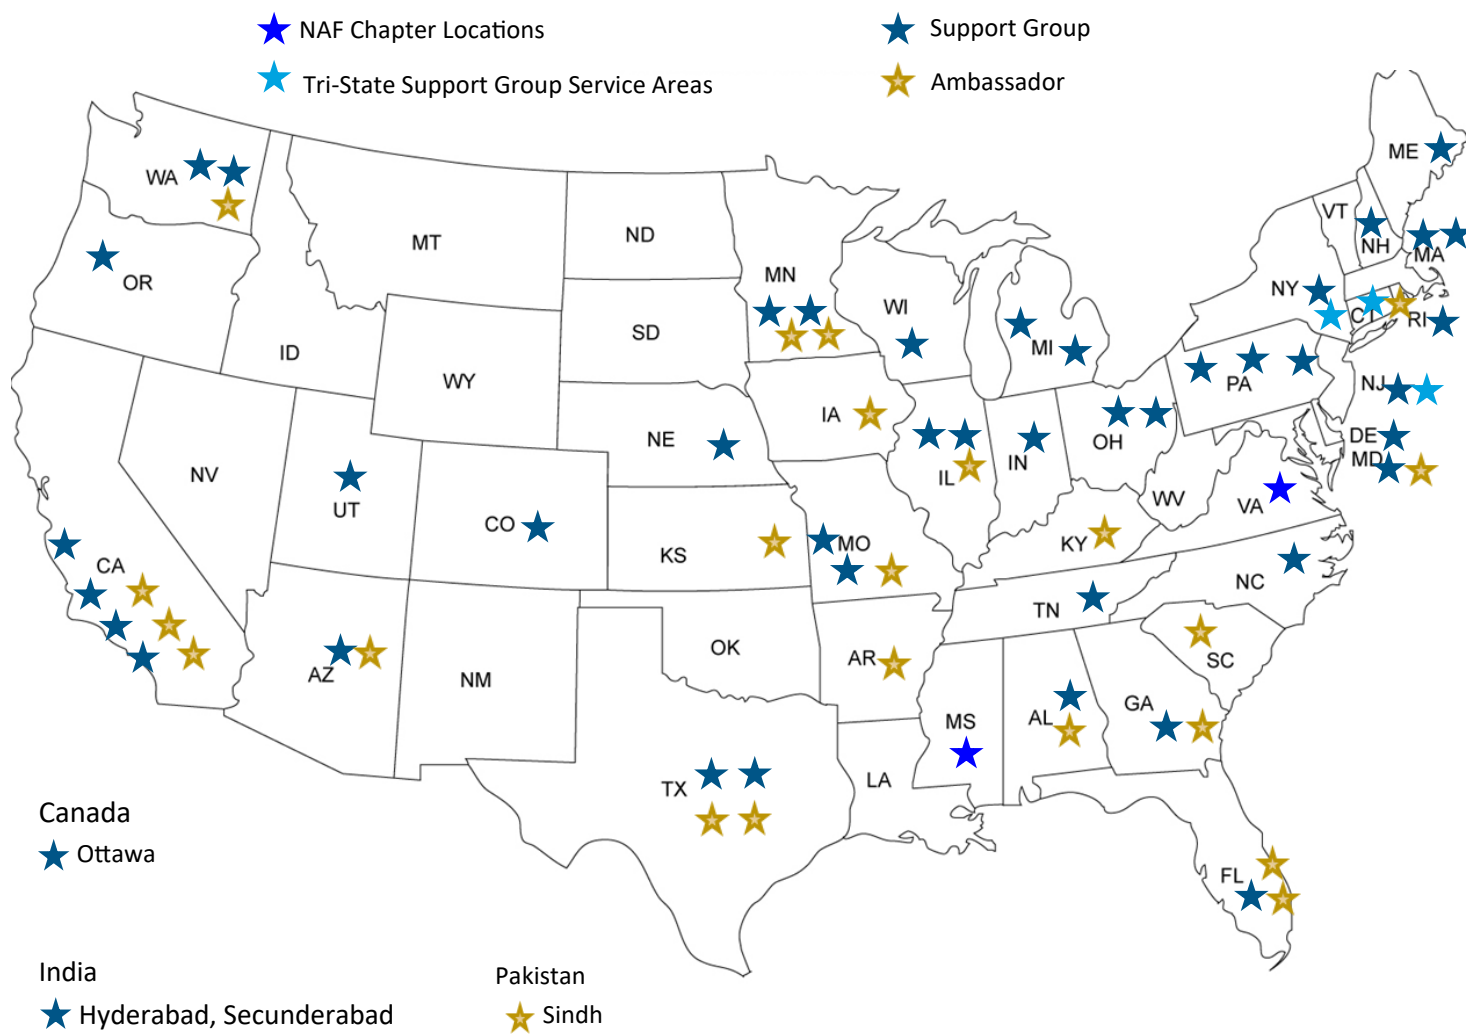 NAF Chapter Locations
Support Group
Tri-State Support Group Service Areas
Ambassador
ME
WA
VT
MT
ND
NH
MA
OR
MN
NY
WI
CT
RI
SD
ID
MI
WY
PA
NJ
IA
NE
OH
DE
MD
NV
IL
IN
UT
CO
WV
VA
KS
MO
KY
CA
NC
TN
OK
AR
SC
AZ
NM
GA
AL
MS
TX
LA
FL
Canada
Ottawa
India
Hyderabad, Secunderabad
Pakistan
Sindh